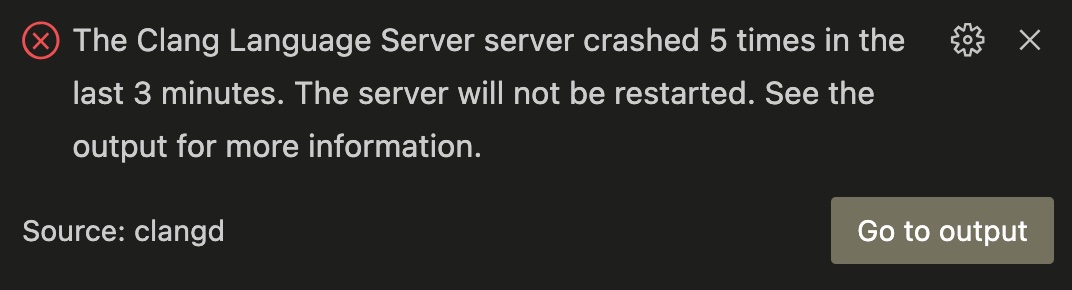 The Clang Language Server server crashed 5 times in the
last 3 minutes. The server will not be restarted. See the
output for more information.
Source: clangd
Go to output